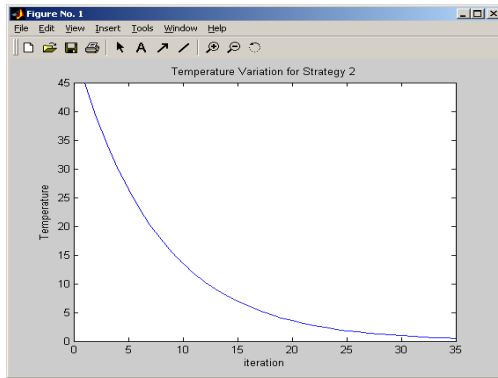 Figure No. 1
File Edit View Insert Tools Window Help
A
Temperature Variation for Strategy 2
45
40
35
30
25
20
15
10
5
0
Temperature
0 5 10 15 20 25 30 35
iteration